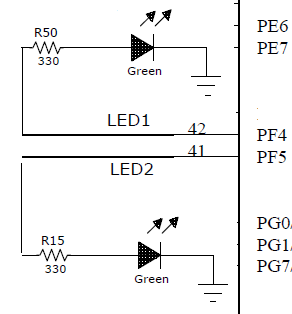 R50
330
Green
PE6
PE7
LED1
42
PF4
41
PF5
LED2
R15
330
Green
PG0/
PG1/
PG7/